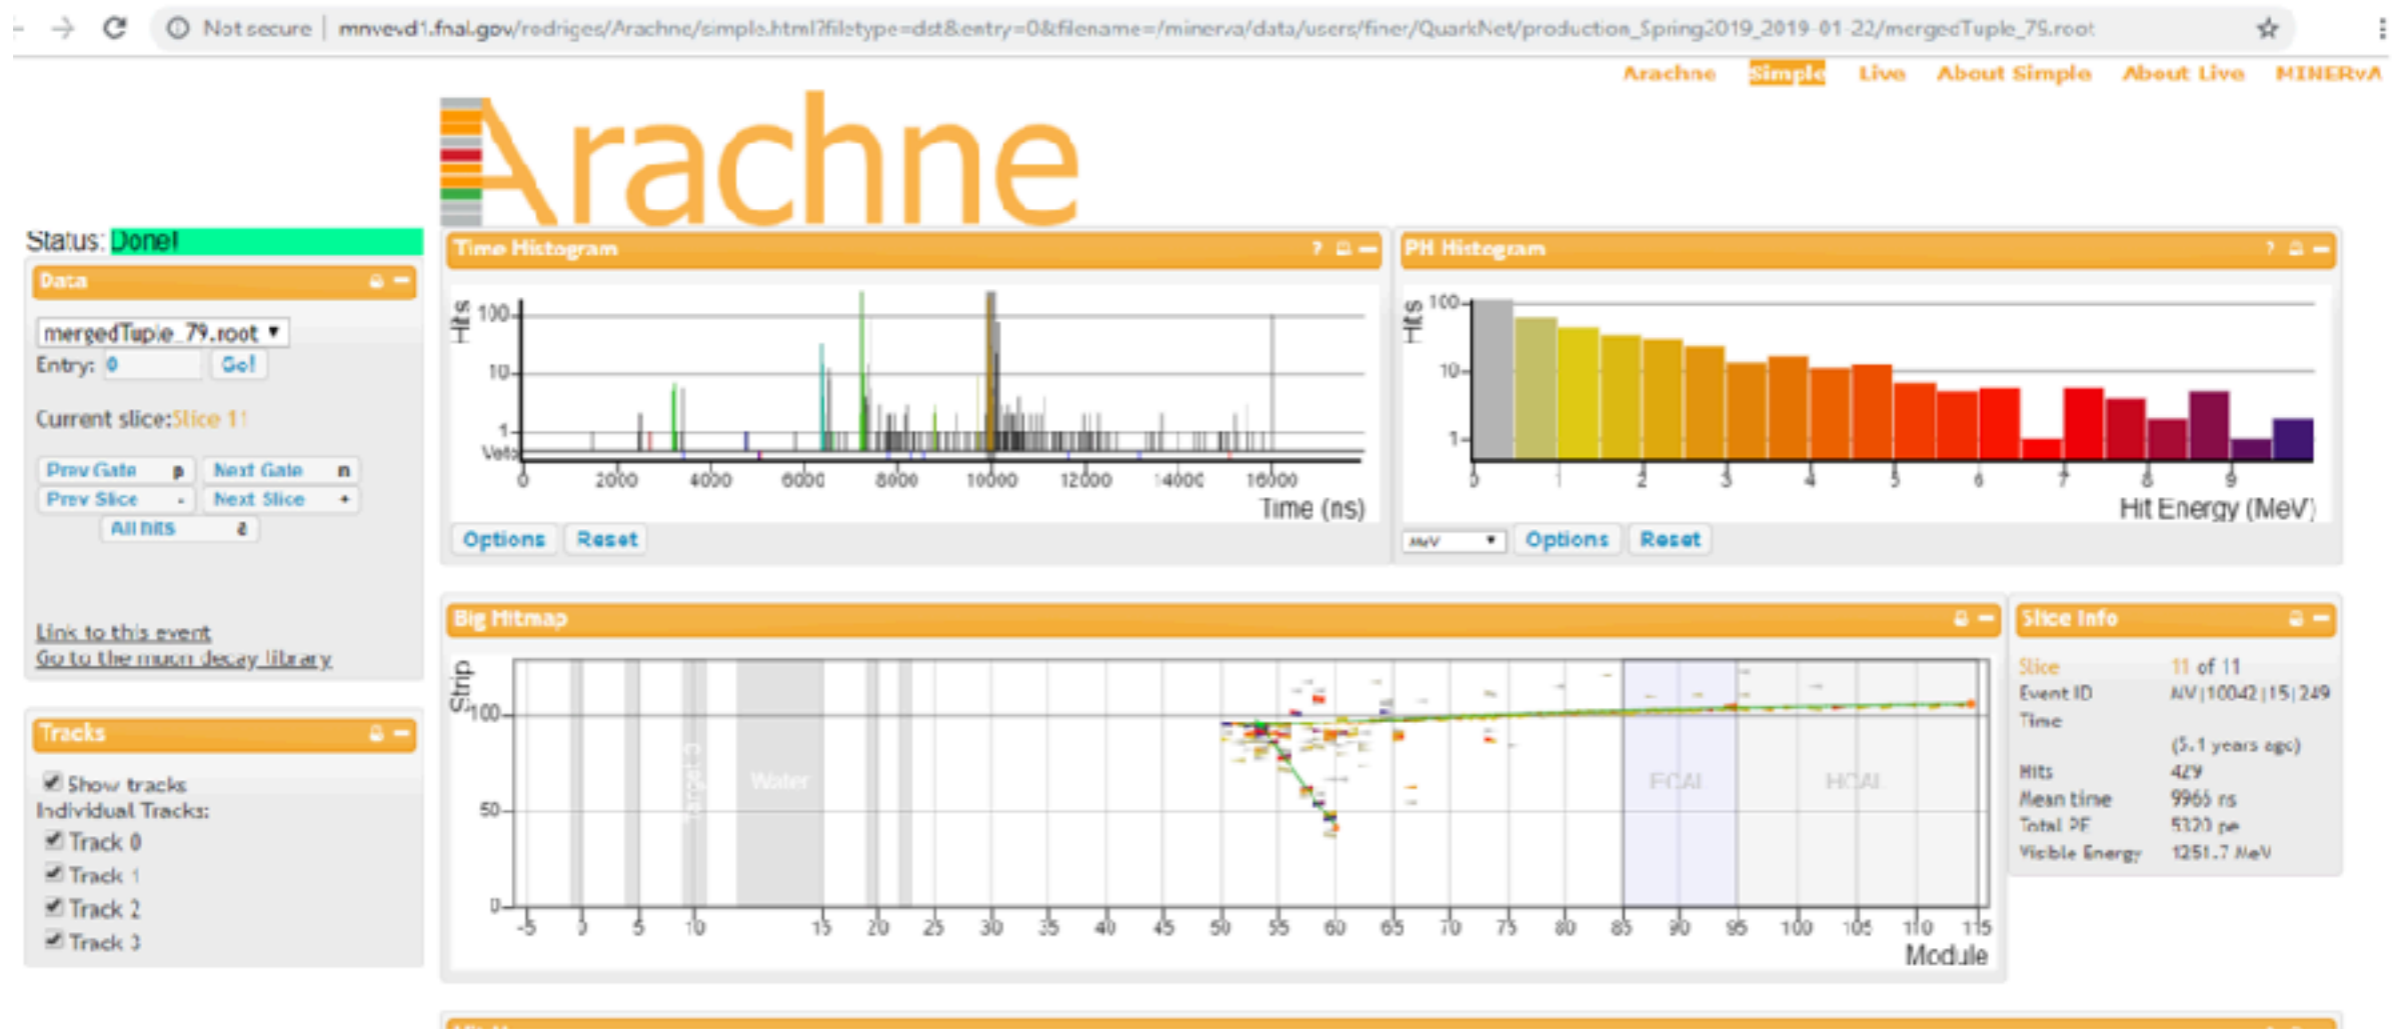 Not secure | mnvevd1.fnal.gov/rodriges/Arachne/simple.html?filetype=dst&entry=0&filename=/minerva/data/users/finer/QuarkNet/production_Spring2019_2019-01-22/mergedTuple_79.root
Arachne Simple Live About Simple About Live MINERvA
Arachne
Status: Done!
Data
mergedTuple_79.root
Entry: 0 Go!
Current slice:Slice 11
Prev Gate p Next Gate n
Prev Slice - Next Slice +
All hits a
Link to this event
Go to the muon decay library
Tracks
Show tracks
Individual Tracks:
Track 0
Track 1
Track 2
Track 3
Time Histogram ?
Hits
100
10
1
Veto
0 2000 4000 6000 8000 10000 12000 14000 16000
Time (ns)
Options Reset
PH Histogram ?
Hits
100
10
1
0 1 2 3 4 5 6 7 8 9
Hit Energy (MeV)
MeV Options Reset
Big Hitmap
Strip
100
50
0
Water
ECAL HCAL
-5 0 5 10 15 20 25 30 35 40 45 50 55 60 65 70 75 80 85 90 95 100 105 110 115
Module
Slice Info
Slice 11 of 11
Event ID MV|10042|15|249
Time
(5.1 years ago)
Hits 429
Mean time 9965 ns
Total PE 5320 pe
Visible Energy 1251.7 MeV